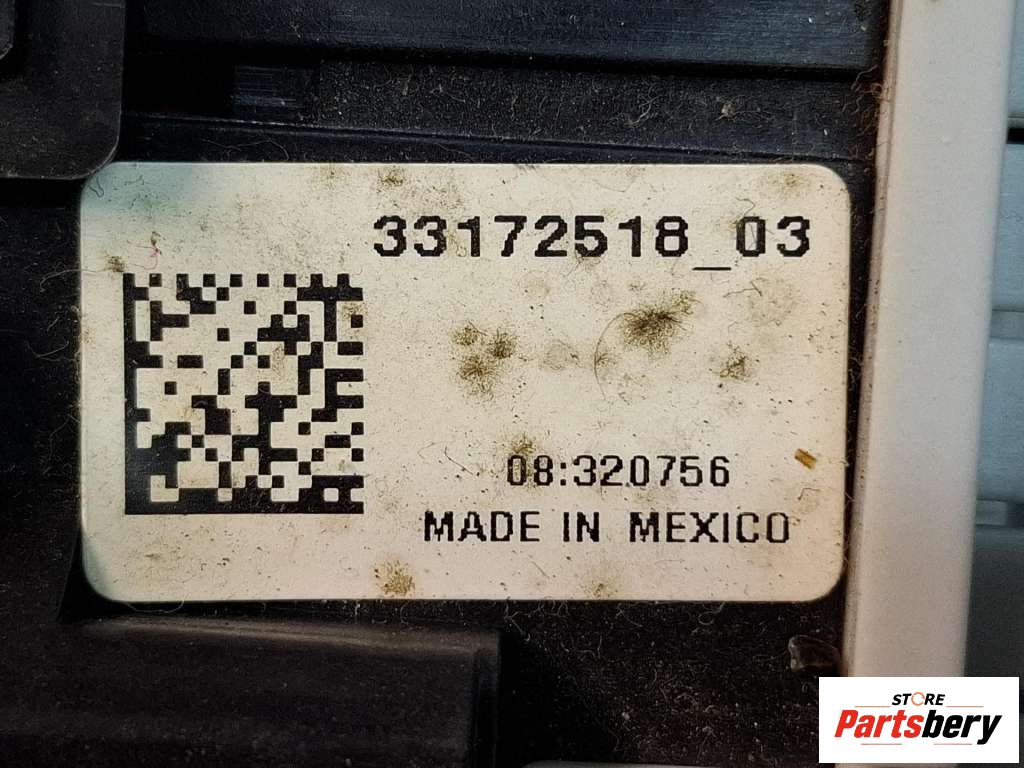 33172518_03
08:320756
MADE IN MEXICO
STORE
Partsbery